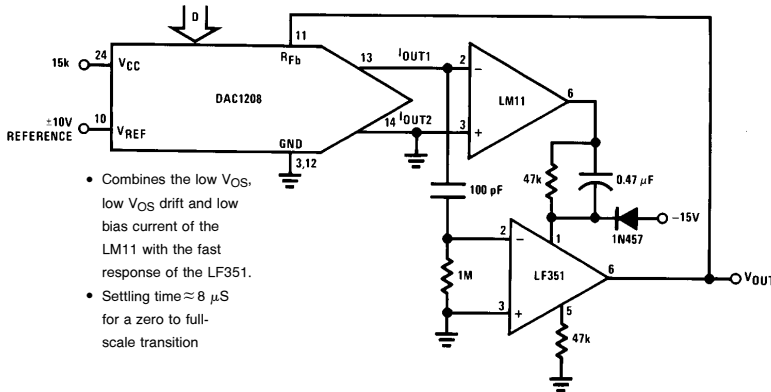 D
11
RFb
24
15k
VCC
DAC1208
13
IOUT1
2
−
LM11
6
±10V
REFERENCE
10
VREF
14
IOUT2
3
+
GND
3,12
47k
0.47 μF
100 pF
1N457
−15V
• Combines the low VOS,
low VOS drift and low
bias current of the
LM11 with the fast
response of the LF351.
• Settling time ≈ 8 μS
for a zero to full-
scale transition
2
−
1
1M
LF351
6
VOUT
3
+
5
47k